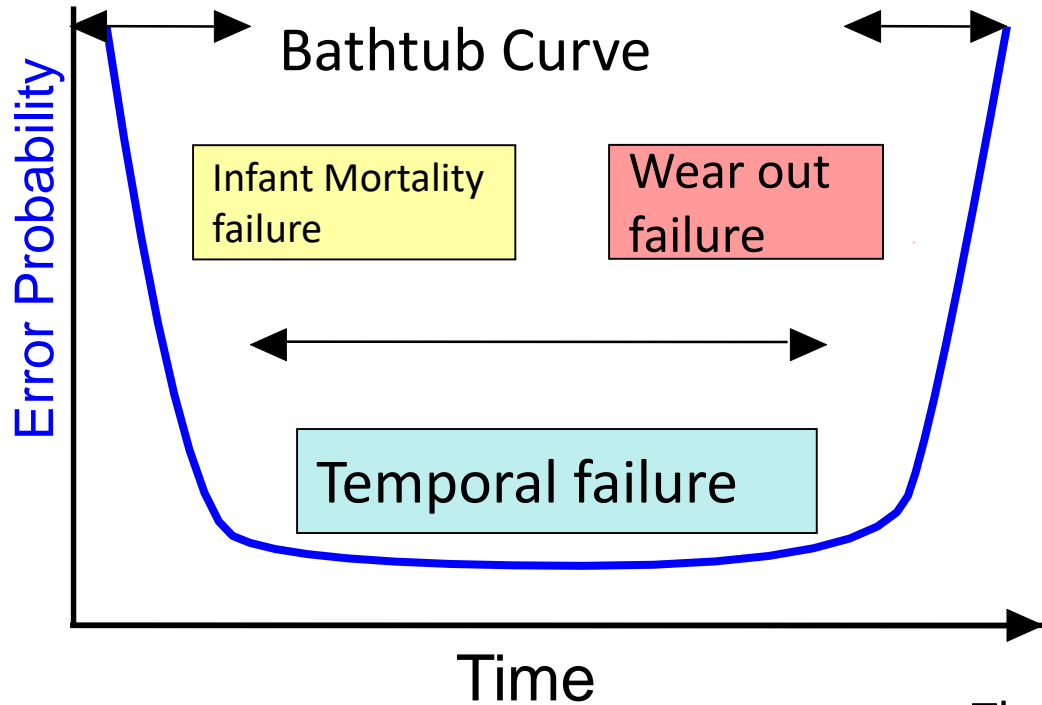 Bathtub Curve
Error Probability
Infant Mortality
failure
Wear out
failure
Temporal failure
Time